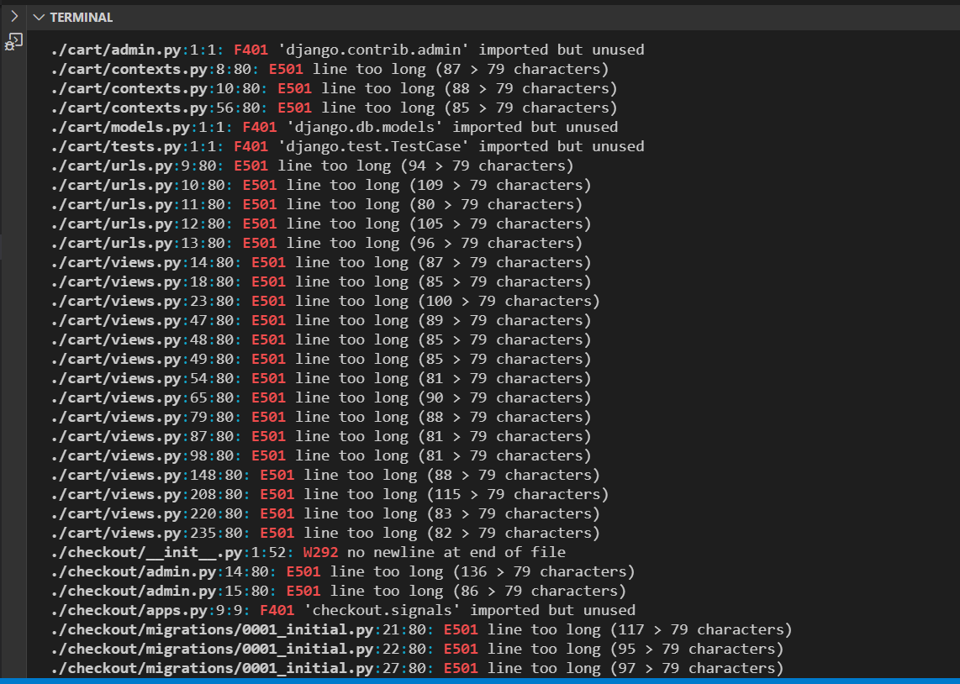 TERMINAL
./cart/admin.py:1:1: F401 'django.contrib.admin' imported but unused
./cart/contexts.py:8:80: E501 line too long (87 > 79 characters)
./cart/contexts.py:10:80: E501 line too long (88 > 79 characters)
./cart/contexts.py:56:80: E501 line too long (85 > 79 characters)
./cart/models.py:1:1: F401 'django.db.models' imported but unused
./cart/tests.py:1:1: F401 'django.test.TestCase' imported but unused
./cart/urls.py:9:80: E501 line too long (94 > 79 characters)
./cart/urls.py:10:80: E501 line too long (109 > 79 characters)
./cart/urls.py:11:80: E501 line too long (80 > 79 characters)
./cart/urls.py:12:80: E501 line too long (105 > 79 characters)
./cart/urls.py:13:80: E501 line too long (96 > 79 characters)
./cart/views.py:14:80: E501 line too long (87 > 79 characters)
./cart/views.py:18:80: E501 line too long (85 > 79 characters)
./cart/views.py:23:80: E501 line too long (100 > 79 characters)
./cart/views.py:47:80: E501 line too long (89 > 79 characters)
./cart/views.py:48:80: E501 line too long (85 > 79 characters)
./cart/views.py:49:80: E501 line too long (85 > 79 characters)
./cart/views.py:54:80: E501 line too long (81 > 79 characters)
./cart/views.py:65:80: E501 line too long (90 > 79 characters)
./cart/views.py:79:80: E501 line too long (88 > 79 characters)
./cart/views.py:87:80: E501 line too long (81 > 79 characters)
./cart/views.py:98:80: E501 line too long (81 > 79 characters)
./cart/views.py:148:80: E501 line too long (88 > 79 characters)
./cart/views.py:208:80: E501 line too long (115 > 79 characters)
./cart/views.py:220:80: E501 line too long (83 > 79 characters)
./cart/views.py:235:80: E501 line too long (82 > 79 characters)
./checkout/__init__.py:1:52: W292 no newline at end of file
./checkout/admin.py:14:80: E501 line too long (136 > 79 characters)
./checkout/admin.py:15:80: E501 line too long (86 > 79 characters)
./checkout/apps.py:9:9: F401 'checkout.signals' imported but unused
./checkout/migrations/0001_initial.py:21:80: E501 line too long (117 > 79 characters)
./checkout/migrations/0001_initial.py:22:80: E501 line too long (95 > 79 characters)
./checkout/migrations/0001_initial.py:27:80: E501 line too long (97 > 79 characters)